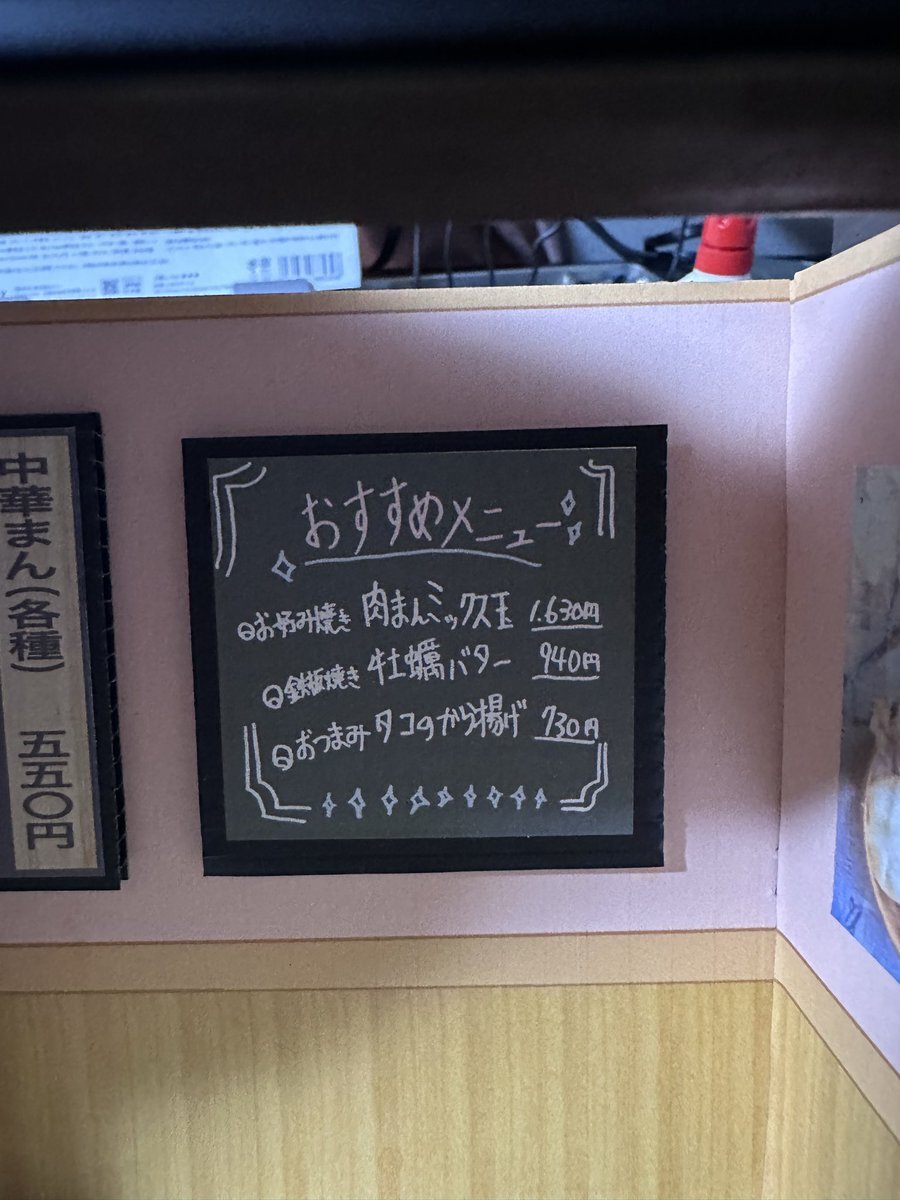 中華まん(各種) 五五〇円
おすすめメニュー
お好み焼き 肉まんミックス玉 1.630円
鉄板焼き 牡蠣バター 940円
おつまみ タコのから揚げ 730円